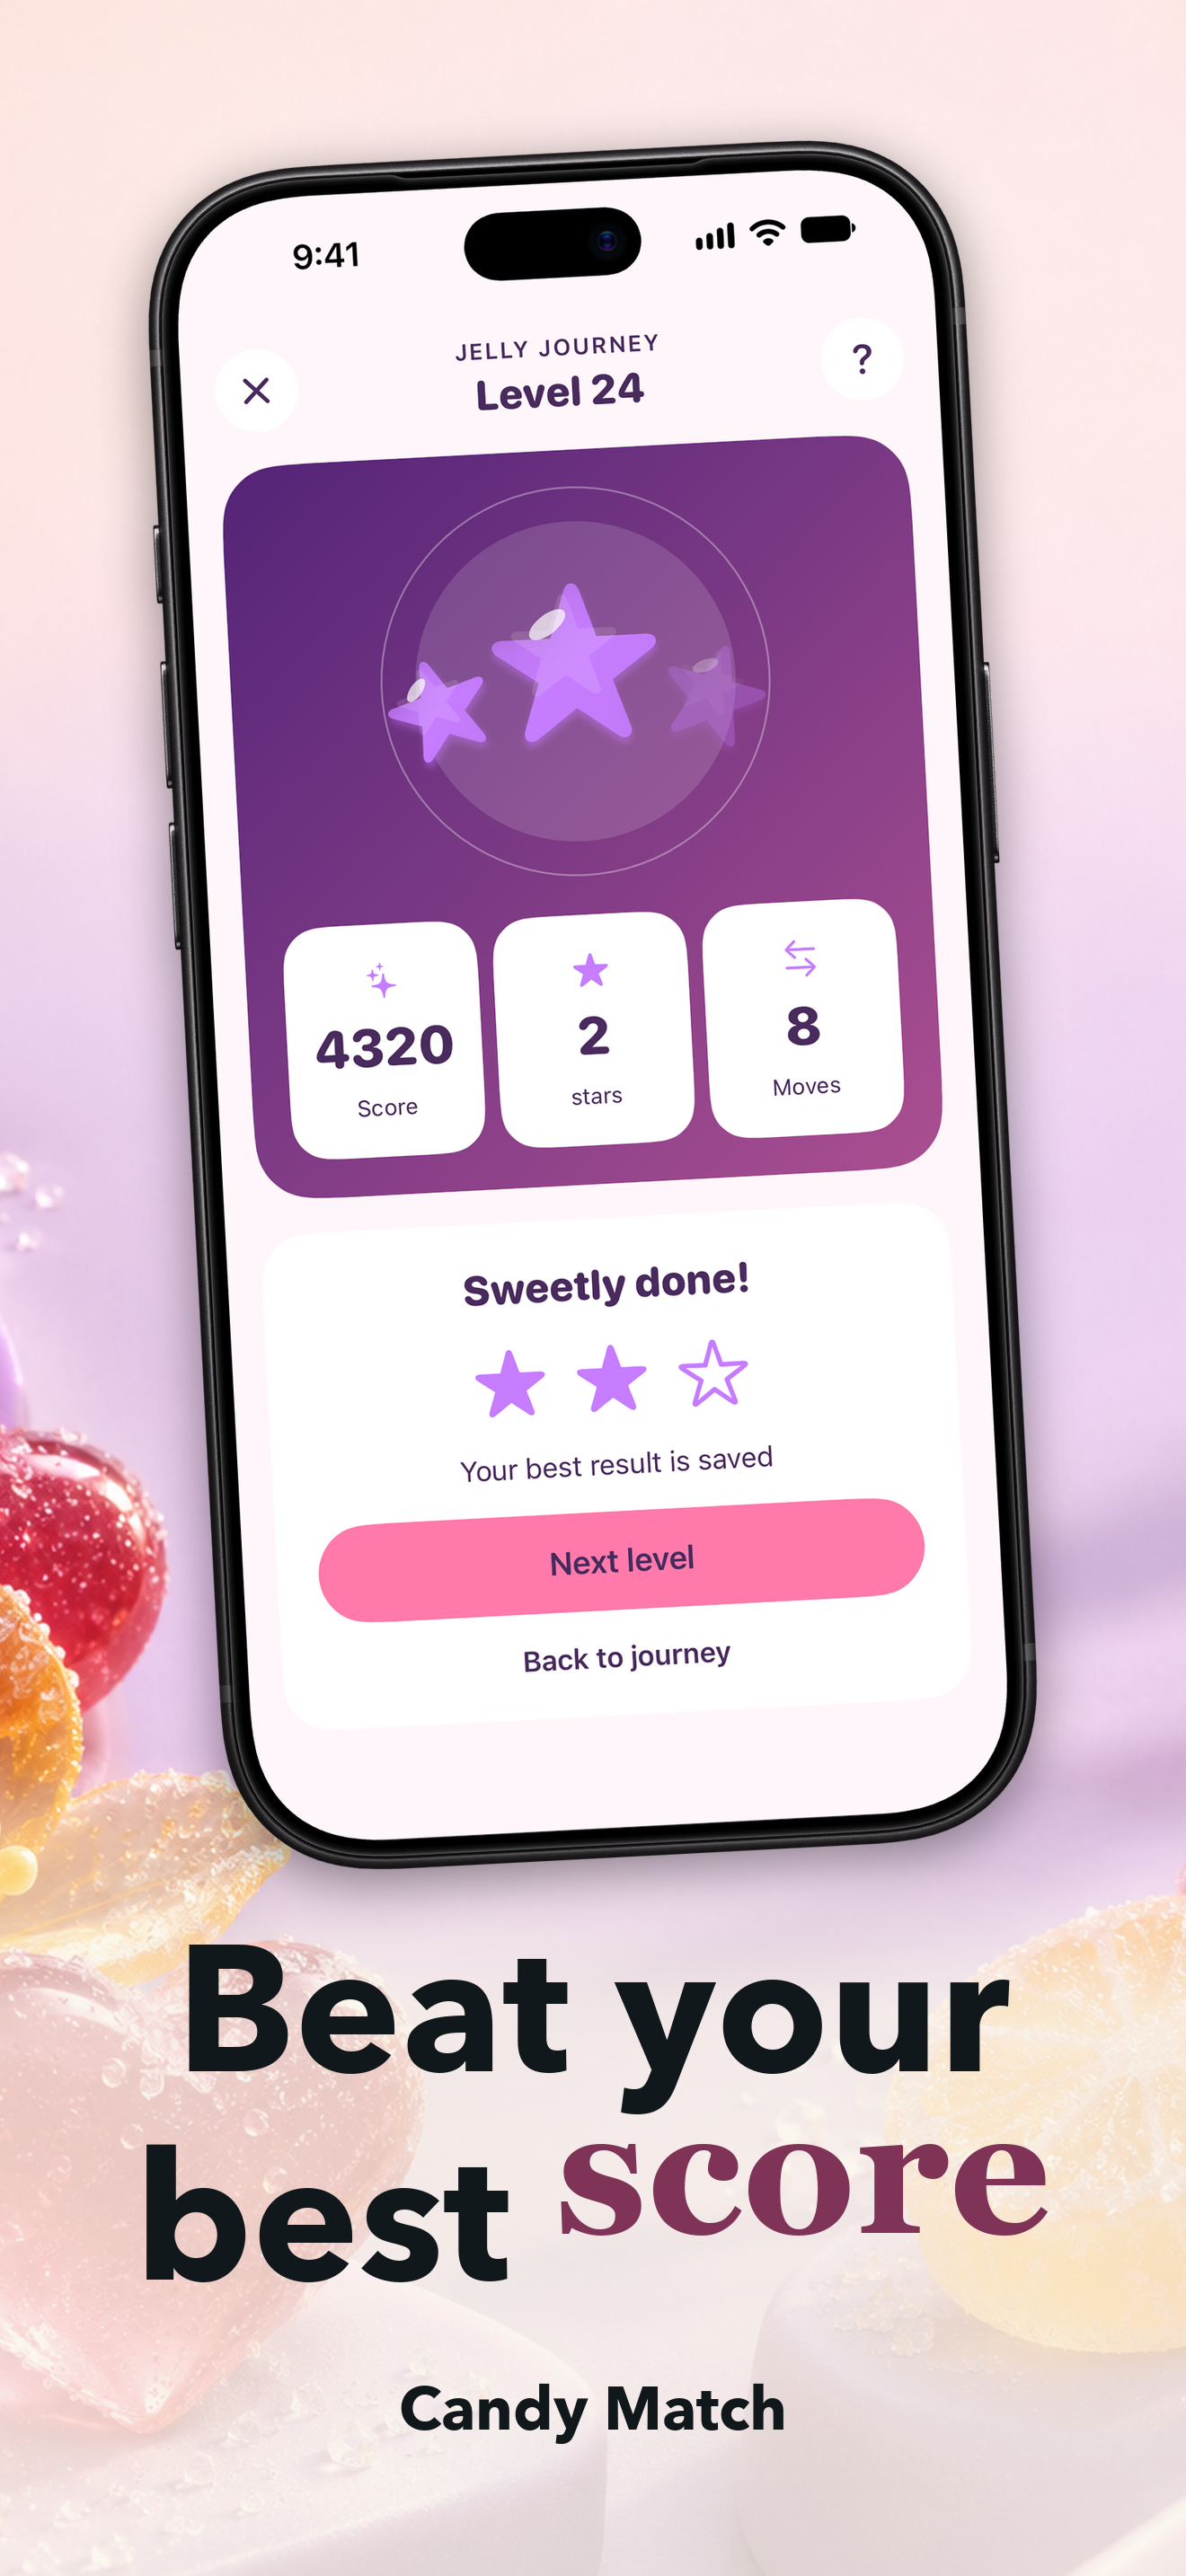 9:41
JELLY JOURNEY
Level 24
?
4320
Score
2
stars
8
Moves
Sweetly done!
Your best result is saved
Next level
Back to journey
Beat your
best score
Candy Match